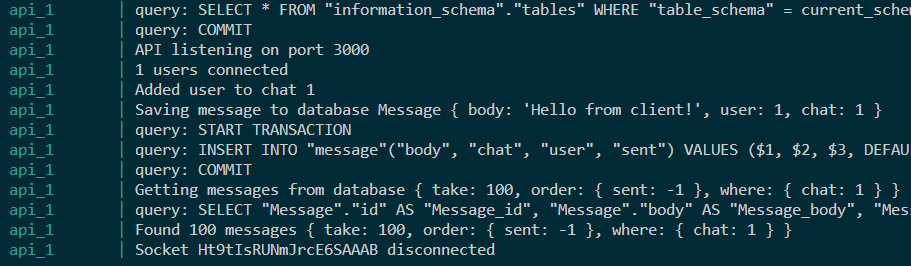 api_1 | query: SELECT * FROM "information_schema"."tables" WHERE "table_schema" = current_schem
api_1 | query: COMMIT
api_1 | API listening on port 3000
api_1 | 1 users connected
api_1 | Added user to chat 1
api_1 | Saving message to database Message { body: 'Hello from client!', user: 1, chat: 1 }
api_1 | query: START TRANSACTION
api_1 | query: INSERT INTO "message"("body", "chat", "user", "sent") VALUES ($1, $2, $3, DEFAU
api_1 | query: COMMIT
api_1 | Getting messages from database { take: 100, order: { sent: -1 }, where: { chat: 1 } }
api_1 | query: SELECT "Message"."id" AS "Message_id", "Message"."body" AS "Message_body", "Mes
api_1 | Found 100 messages { take: 100, order: { sent: -1 }, where: { chat: 1 } }
api_1 | Socket Ht9tIsRUNmJrcE6SAAAB disconnected